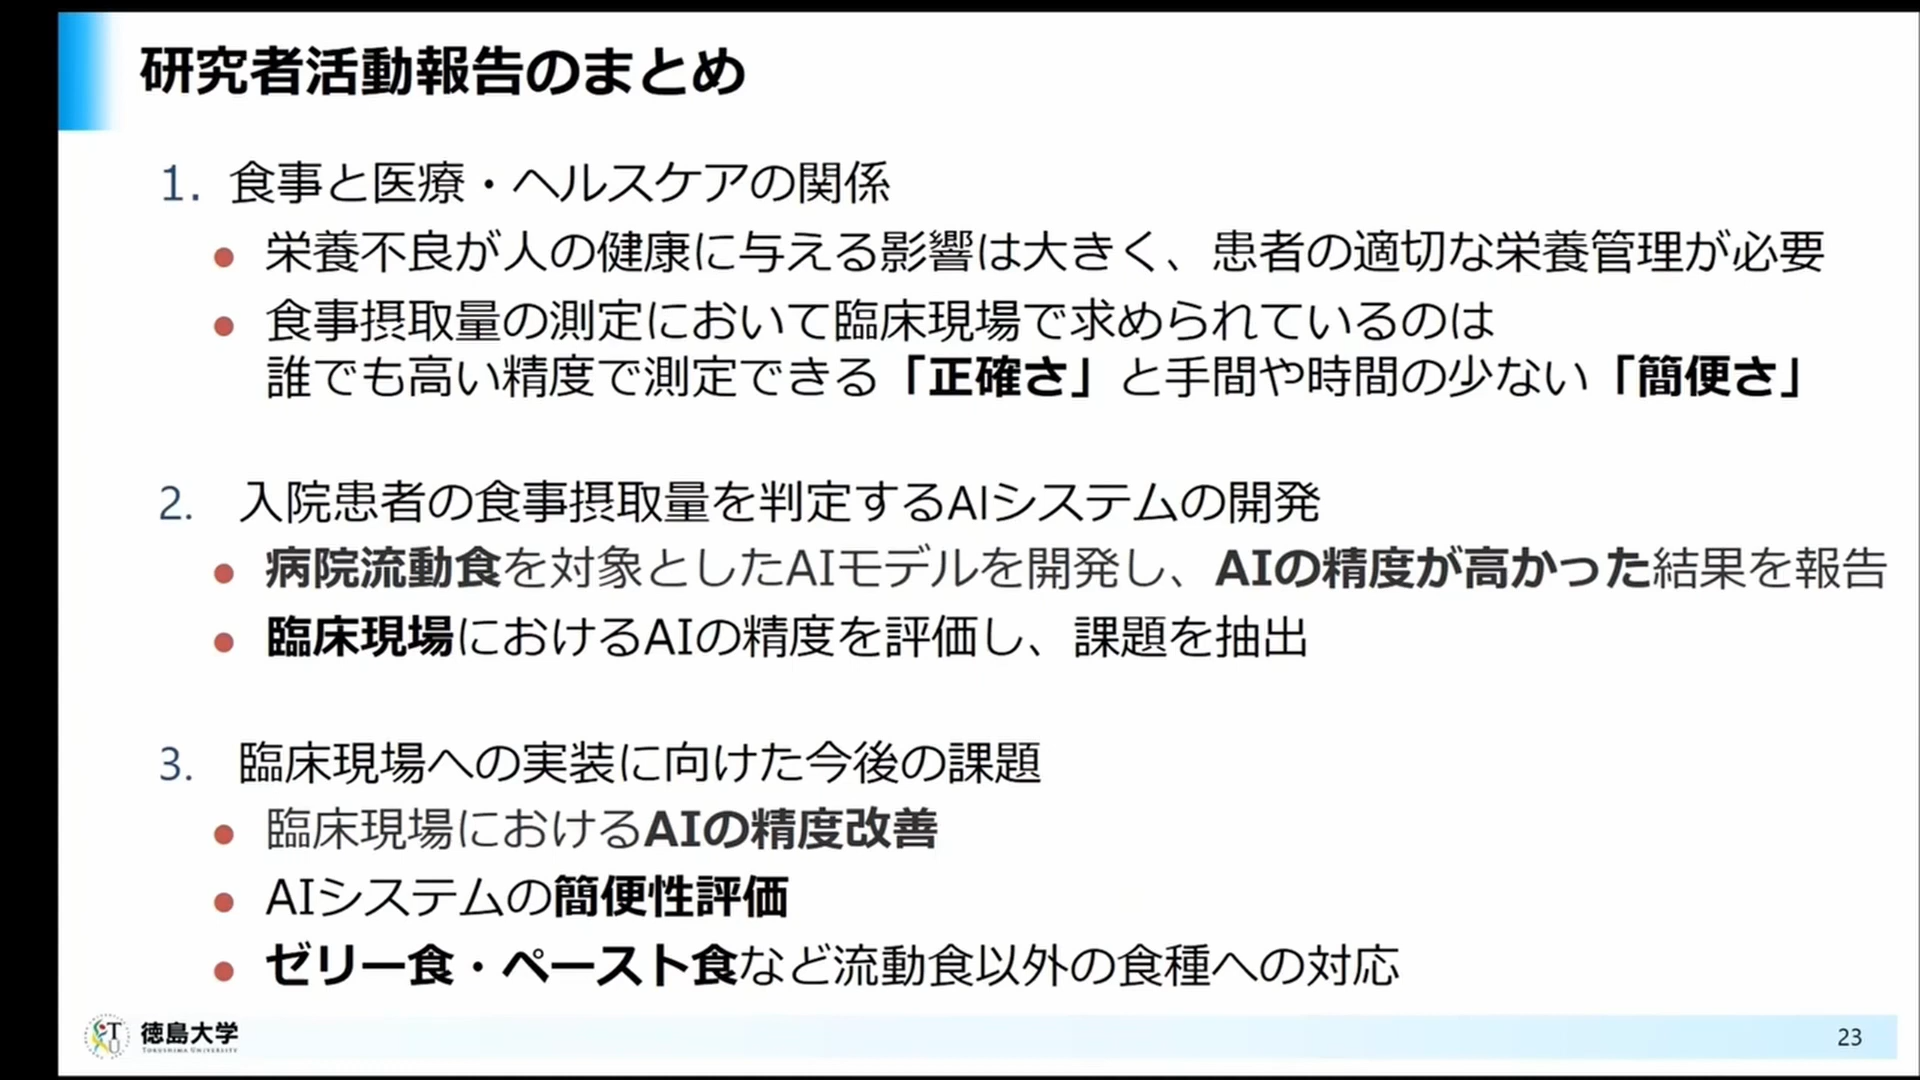 研究者活動報告のまとめ
1. 食事と医療・ヘルスケアの関係
● 栄養不良が人の健康に与える影響は大きく、患者の適切な栄養管理が必要
● 食事摂取量の測定において臨床現場で求められているのは
誰でも高い精度で測定できる「正確さ」と手間や時間の少ない「簡便さ」
2. 入院患者の食事摂取量を判定するAIシステムの開発
● 病院流動食を対象としたAIモデルを開発し、AIの精度が高かった結果を報告
● 臨床現場におけるAIの精度を評価し、課題を抽出
3. 臨床現場への実装に向けた今後の課題
● 臨床現場におけるAIの精度改善
● AIシステムの簡便性評価
● ゼリー食・ペースト食など流動食以外の食種への対応
TU 徳島大学
TOKUSHIMA UNIVERSITY
23